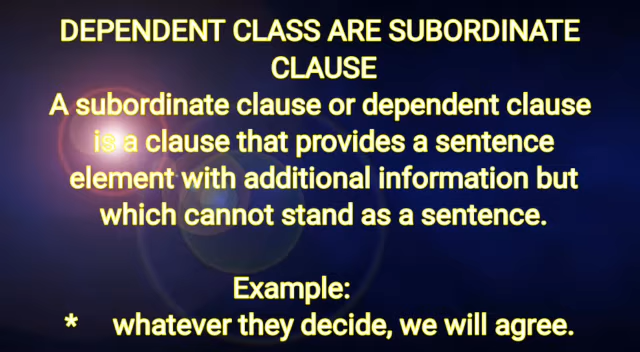 DEPENDENT CLASS ARE SUBORDINATE
CLAUSE
A subordinate clause or dependent clause
is a clause that provides a sentence
element with additional information but
which cannot stand as a sentence.
Example:
* whatever they decide, we will agree.